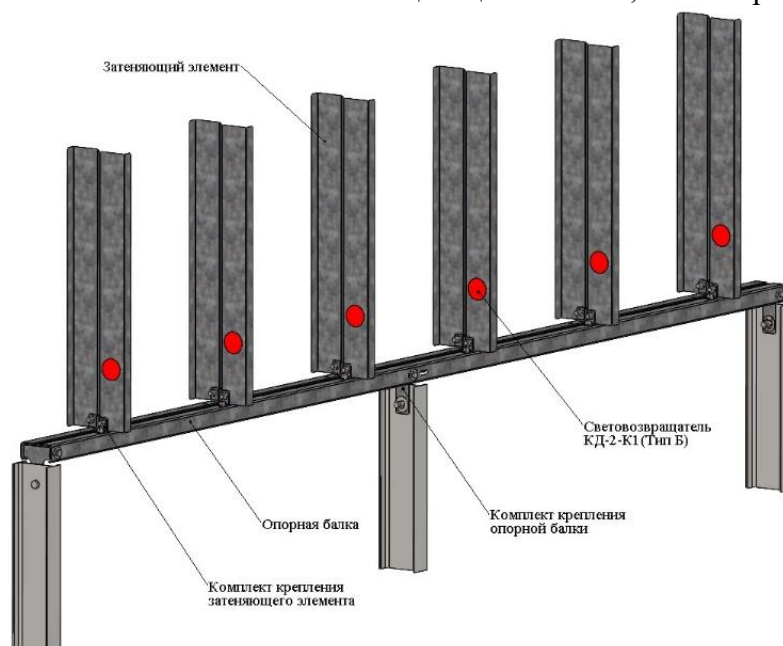 Затеняющий элемент
Световозвращатель
КД-2-К1(Тип Б)
Комплект крепления
опорной балки
Опорная балка
Комплект крепления
затеняющего элемента